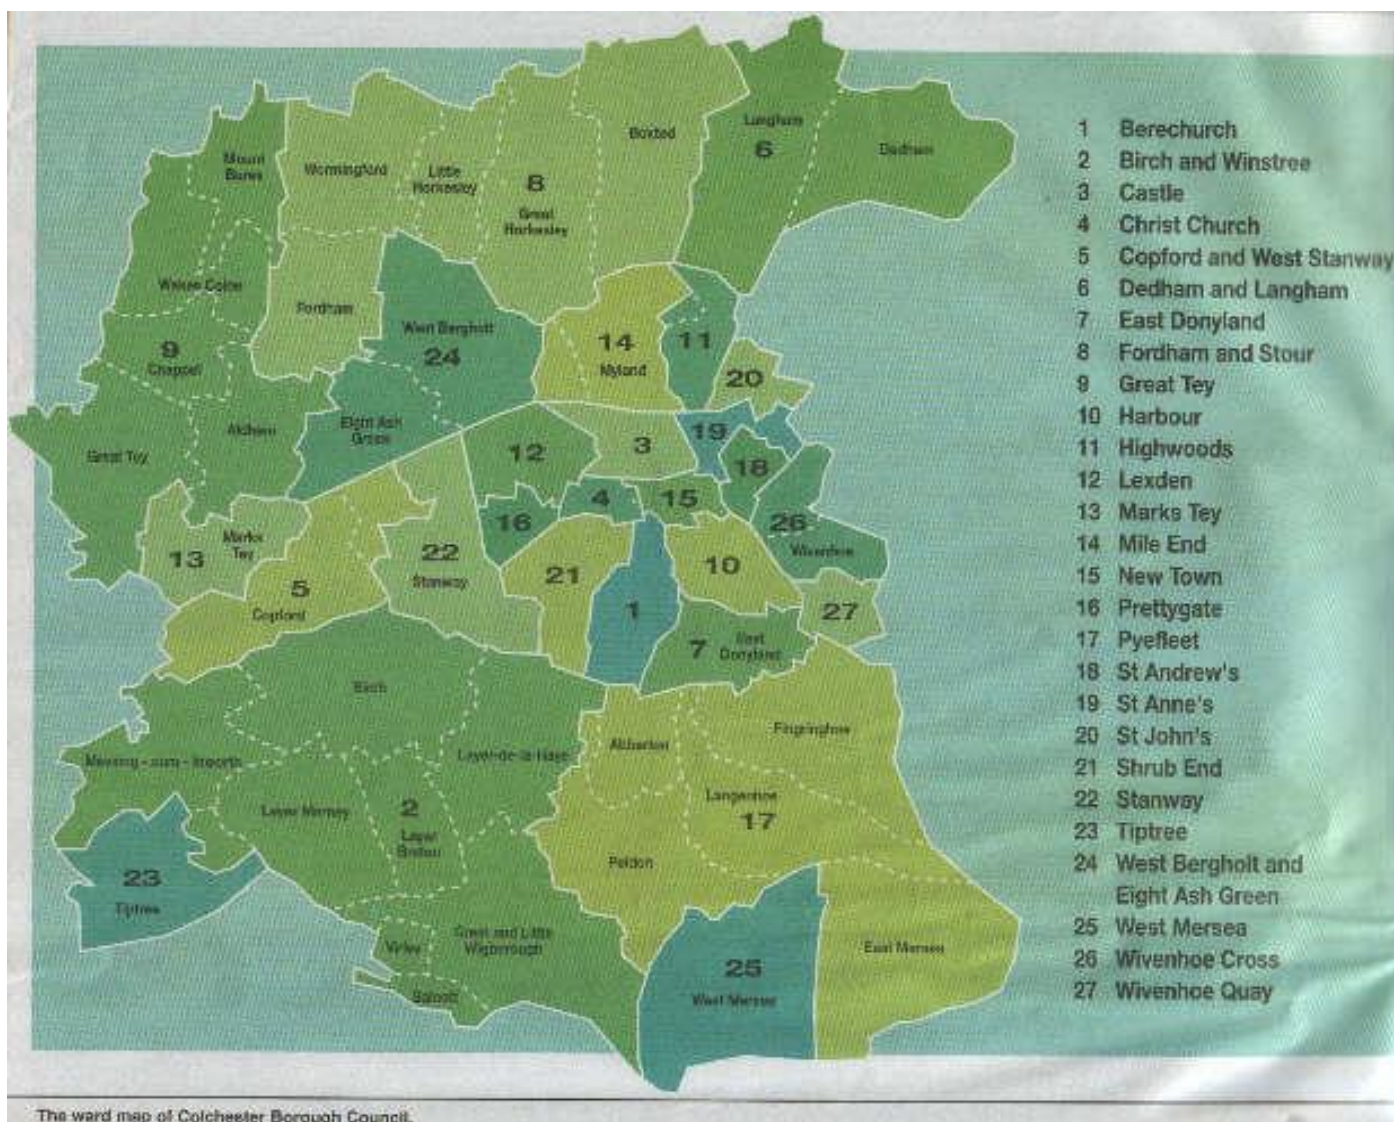 Langham
6
Dedham
Boxted
Mount
Bures
Wormingford
Little
Horkesley
8
Great
Horkesley
Wakes Colne
Fordham
West Bergholt
24
14
Myland
11
20
9
Chappel
Eight Ash
Green
Aldham
Great Tey
12
3
19
18
4
15
16
26
Wivenhoe
13
Marks
Tey
22
Stanway
5
Copford
21
10
1
27
7
East
Donyland
Birch
Fingringhoe
Abberton
Layer-de-la-Haye
Messing - cum - Inworth
Langenhoe
17
Layer Marney
2
Layer
Breton
Peldon
23
Tiptree
Great and Little
Wigborough
Virley
Salcott
East Mersea
25
West Mersea
1 Berechurch
2 Birch and Winstree
3 Castle
4 Christ Church
5 Copford and West Stanway
6 Dedham and Langham
7 East Donyland
8 Fordham and Stour
9 Great Tey
10 Harbour
11 Highwoods
12 Lexden
13 Marks Tey
14 Mile End
15 New Town
16 Prettygate
17 Pyefleet
18 St Andrew's
19 St Anne's
20 St John's
21 Shrub End
22 Stanway
23 Tiptree
24 West Bergholt and
Eight Ash Green
25 West Mersea
26 Wivenhoe Cross
27 Wivenhoe Quay
The ward map of Colchester Borough Council.